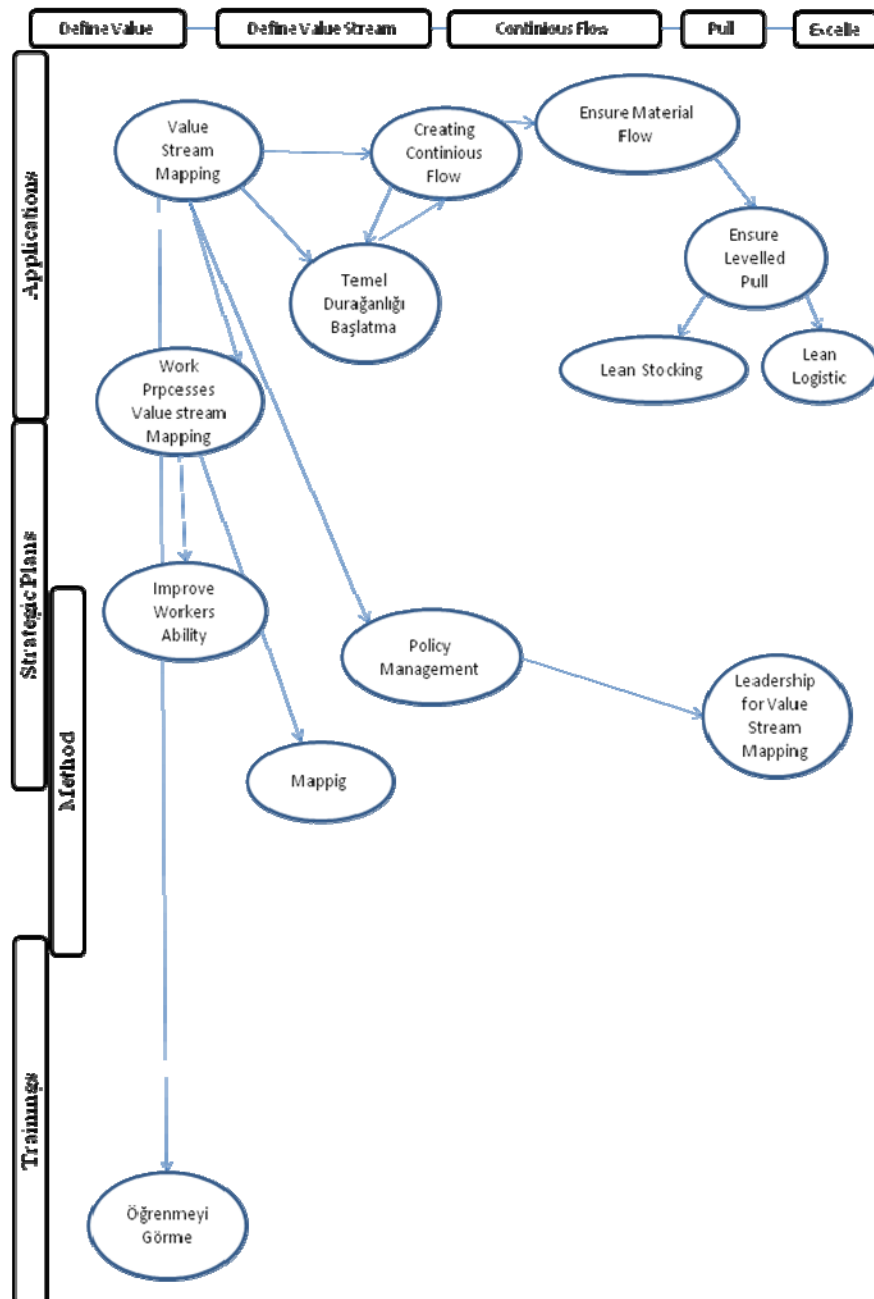 Define Value
Define Value Stream
Continious Flow
Pull
Excelle
Applications
Strategic Plans
Method
Trainings
Value
Stream
Mapping
Creating
Continious
Flow
Ensure Material
Flow
Temel
Durağanlığı
Başlatma
Ensure
Levelled
Pull
Lean Stocking
Lean
Logistic
Work
Prpcesses
Value stream
Mapping
Improve
Workers
Ability
Policy
Management
Leadership
for Value
Stream
Mapping
Mappig
Öğrenmeyi
Görme